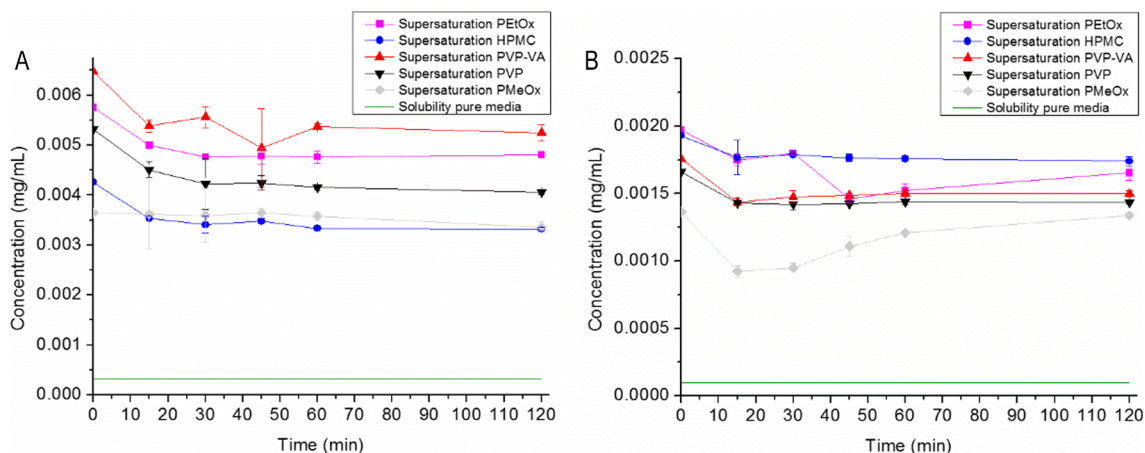 A
Supersaturation PEtOx
Supersaturation HPMC
Supersaturation PVP-VA
Supersaturation PVP
Supersaturation PMeOx
Solubility pure media
Concentration (mg/mL)
0.006
0.005
0.004
0.003
0.002
0.001
0.000
0 10 20 30 40 50 60 70 80 90 100 110 120
Time (min)
B
Supersaturation PEtOx
Supersaturation HPMC
Supersaturation PVP-VA
Supersaturation PVP
Supersaturation PMeOx
Solubility pure media
Concentration (mg/mL)
0.0025
0.0020
0.0015
0.0010
0.0005
0.0000
0 10 20 30 40 50 60 70 80 90 100 110 120
Time (min)